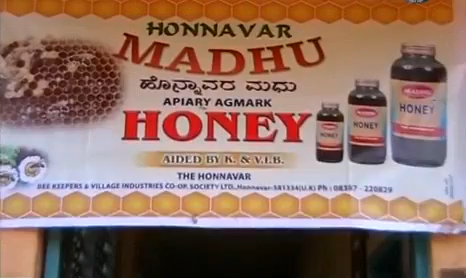 HONNAVAR
MADHU
ಹೊನ್ನಾವರ ಮಧು
APIARY AGMARK
HONEY
AIDED BY K. & V.I.B.
THE HONNAVAR
BEE KEEPERS & VILLAGE INDUSTRIES CO-OP. SOCIETY LTD., Honnavar-581334(U.K) Ph : 08387 - 220829
MADHU
HONEY
HONEY
HONEY